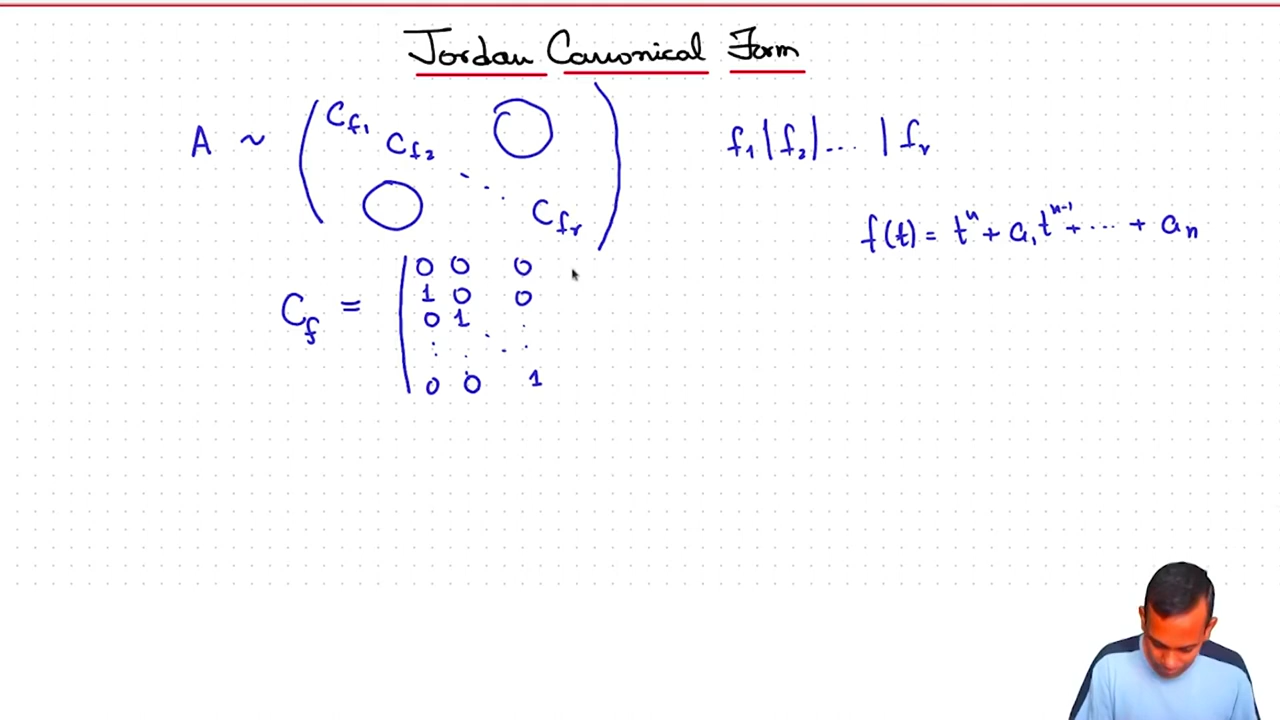 Jordan Canonical Form
A ~ ( C_{f_1} C_{f_2} ⋱ C_{f_r} ) f_1 | f_2 | ... | f_r
f(t) = t^n + a_1 t^{n-1} + ... + a_n
C_f =
0 0 0
1 0 0
0 1 ⋮
⋮ ⋱ ⋮
0 0 1